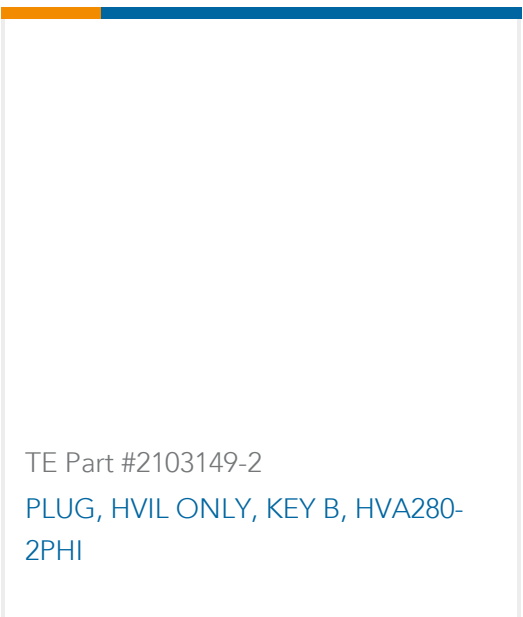 TE Part #2103149-2
PLUG, HVIL ONLY, KEY B, HVA280-
2PHI